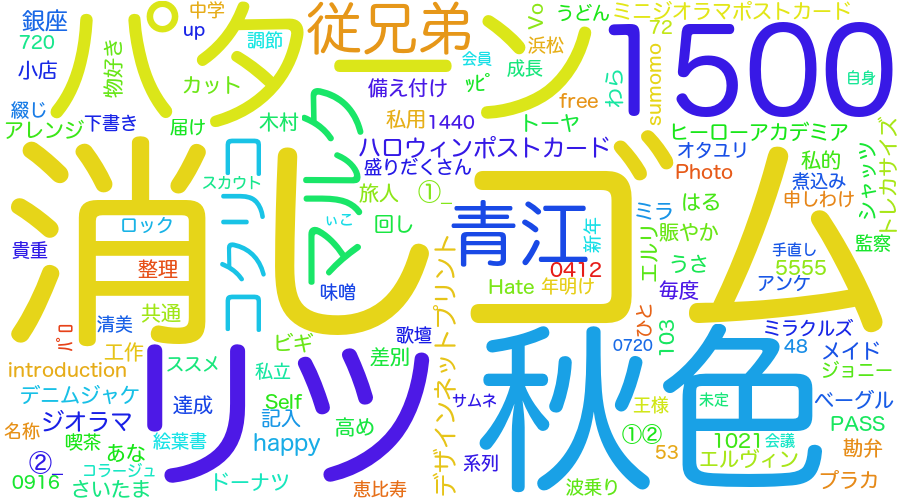 銀座
パターン
中学
up
従兄弟
Vo
うどん
ミニジオラマポストカード
1500
720
小店
物好き
調節
カット
会員
ッピ
浜松
成長
free
わら
sumomo
72
自身
綴じ
アレンジ
下書き
届け
木村
マルク
備え付け
私用
1440
トーヤ
ヒーローアカデミア
ハロウィンポストカード
盛りだくさん
オタユリ
Photo
私的
煮込み
申しわけ
シャッツ
トレカサイズ
消しゴム
コクリコ
スカウト
旅人
①_
いこ
回し
青江
新年
ミラ
はる
賑やか
エルリ
うさ
監察
貴重
ロック
整理
味噌
0412
Hate
年明け
毎度
手直し
5555
アンケ
パロ
清美
共通
歌壇
デザインネットプリント
ひで
0720
103
ミラクルズ
48
メイド
ジョニー
工作
introduction
リッツ
ススメ
ビギ
私立
差別
秋色
デニムジャケ
達成
Self
記入
サムネ
王様
未定
ベーグル
PASS
ジオラマ
名称
喫茶
あな
絵葉書
happy
高め
①②
1021
会議
勘弁
②_
コラージュ
系列
53
エルヴィン
0916
さいたま
ドーナツ
恵比寿
波乗り
プラカ